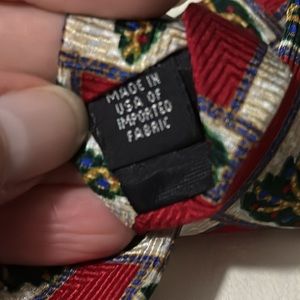 MADE IN
USA OF
IMPORTED
FABRIC